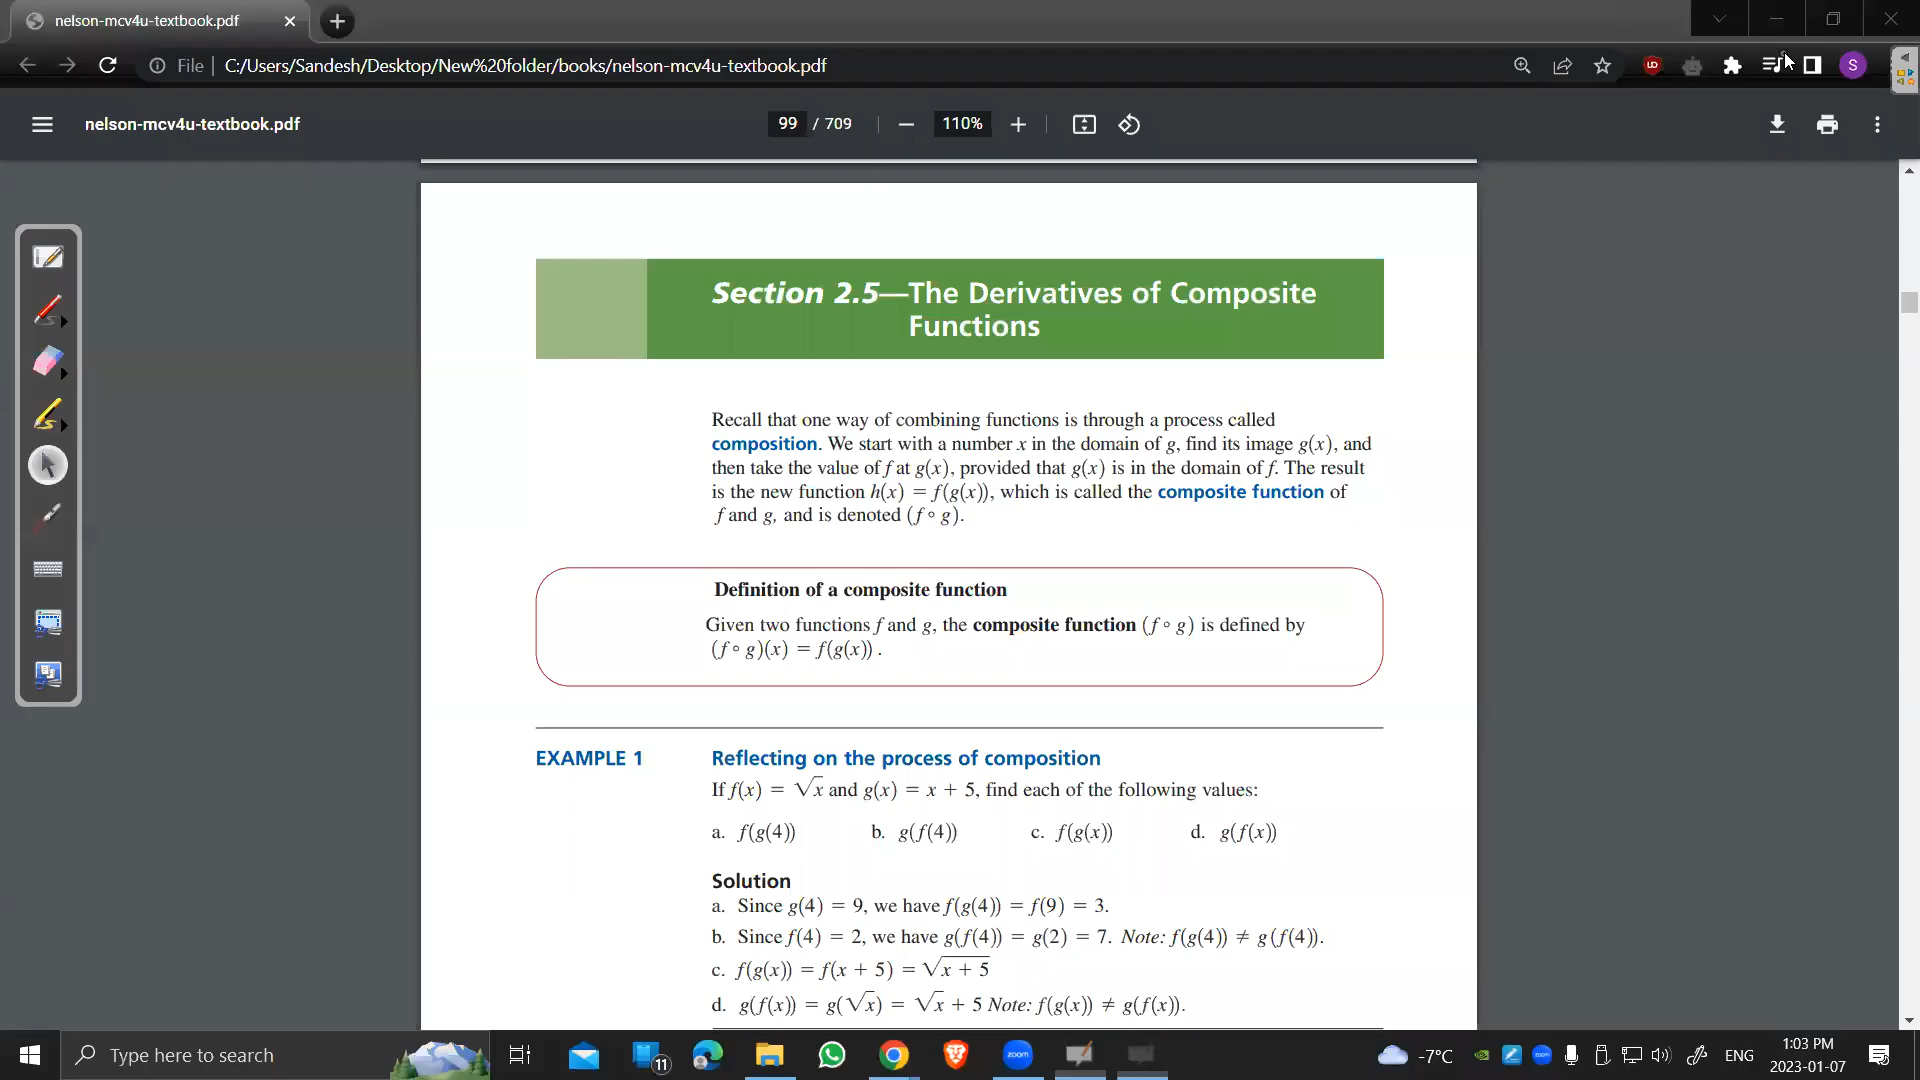 nelson-mcv4u-textbook.pdf
File | C:/Users/Sandesh/Desktop/New%20folder/books/nelson-mcv4u-textbook.pdf
S
nelson-mcv4u-textbook.pdf
99 / 709
110%
Section 2.5—The Derivatives of Composite
Functions
Recall that one way of combining functions is through a process called
composition. We start with a number x in the domain of g, find its image g(x), and
then take the value of f at g(x), provided that g(x) is in the domain of f. The result
is the new function h(x) = f(g(x)), which is called the composite function of
f and g, and is denoted (f ∘ g).
Definition of a composite function
Given two functions f and g, the composite function (f ∘ g) is defined by
(f ∘ g)(x) = f(g(x)).
EXAMPLE 1
Reflecting on the process of composition
If f(x) = √x and g(x) = x + 5, find each of the following values:
a. f(g(4)) b. g(f(4)) c. f(g(x)) d. g(f(x))
Solution
a. Since g(4) = 9, we have f(g(4)) = f(9) = 3.
b. Since f(4) = 2, we have g(f(4)) = g(2) = 7. Note: f(g(4)) ≠ g(f(4)).
c. f(g(x)) = f(x + 5) = √(x + 5)
d. g(f(x)) = g(√x) = √x + 5 Note: f(g(x)) ≠ g(f(x)).
Type here to search
11
zoom
-7°C
zoom
ENG
1:03 PM
2023-01-07